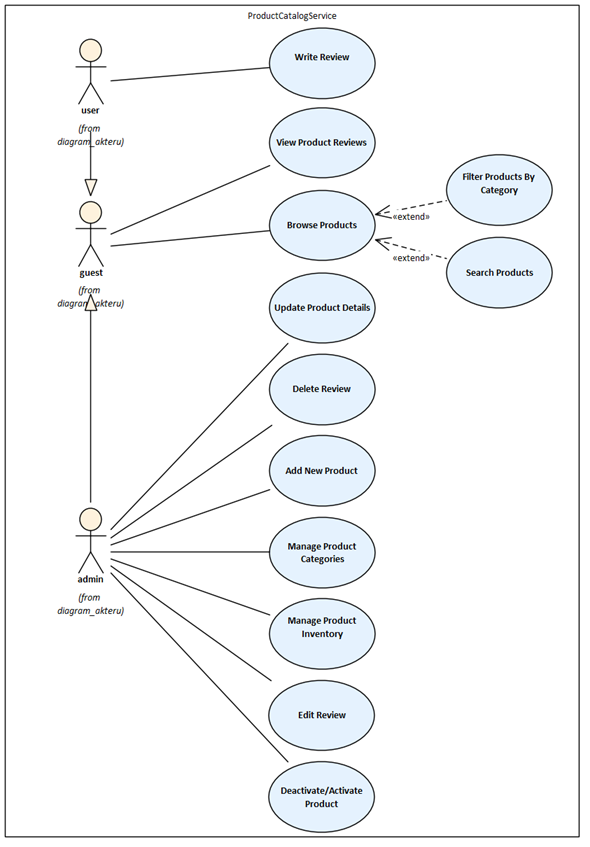 ProductCatalogService
Write Review
user
(from
diagram_akteru)
View Product Reviews
Filter Products By
Category
«extend»
Browse Products
guest
(from
diagram_akteru)
«extend»
Search Products
Update Product Details
Delete Review
Add New Product
admin
(from
diagram_akteru)
Manage Product
Categories
Manage Product
Inventory
Edit Review
Deactivate/Activate
Product